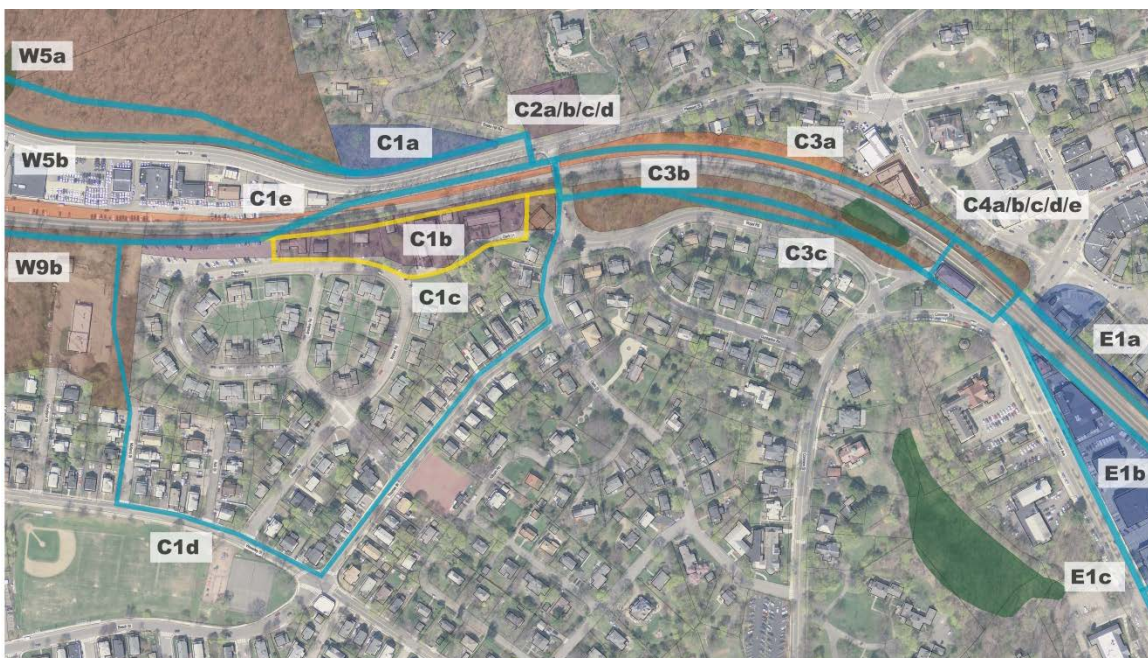 W5a
C2a/b/c/d
C1a
C3a
W5b
C1e
C3b
C4a/b/c/d/e
C1b
W9b
C3c
C1c
E1a
E1b
C1d
E1c